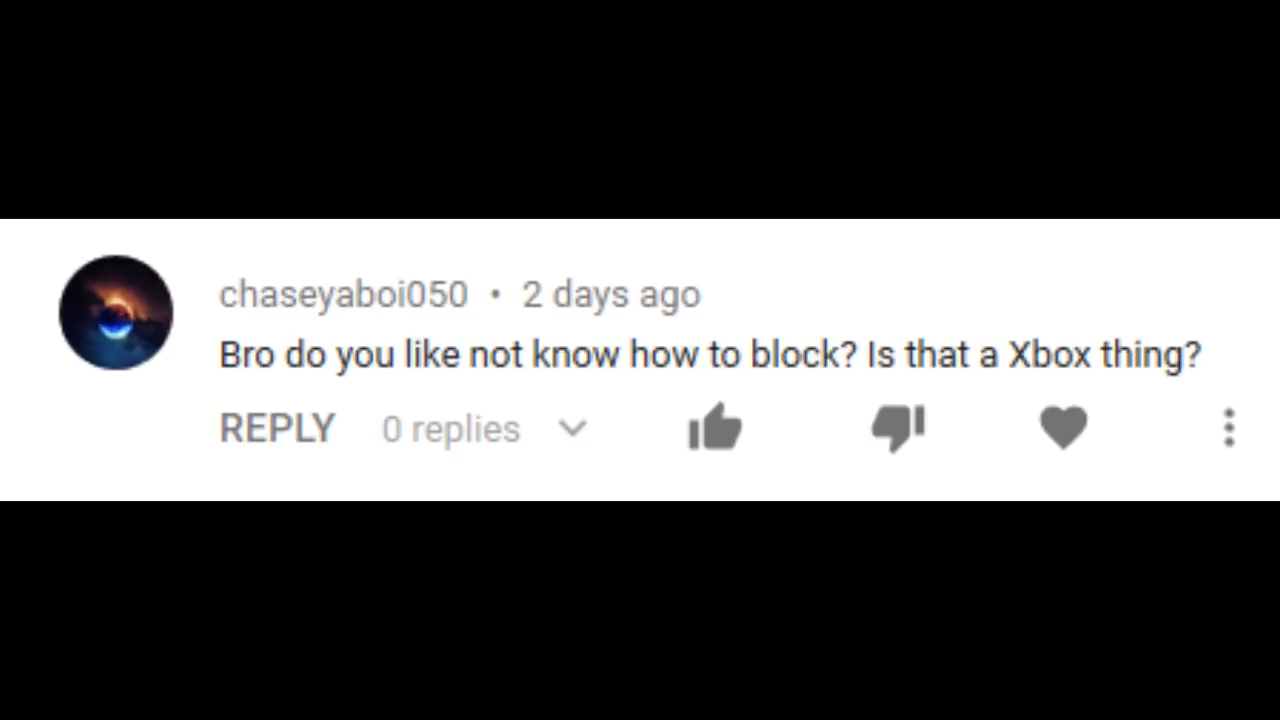 chaseyaboi050 • 2 days ago
Bro do you like not know how to block? Is that a Xbox thing?
REPLY 0 replies